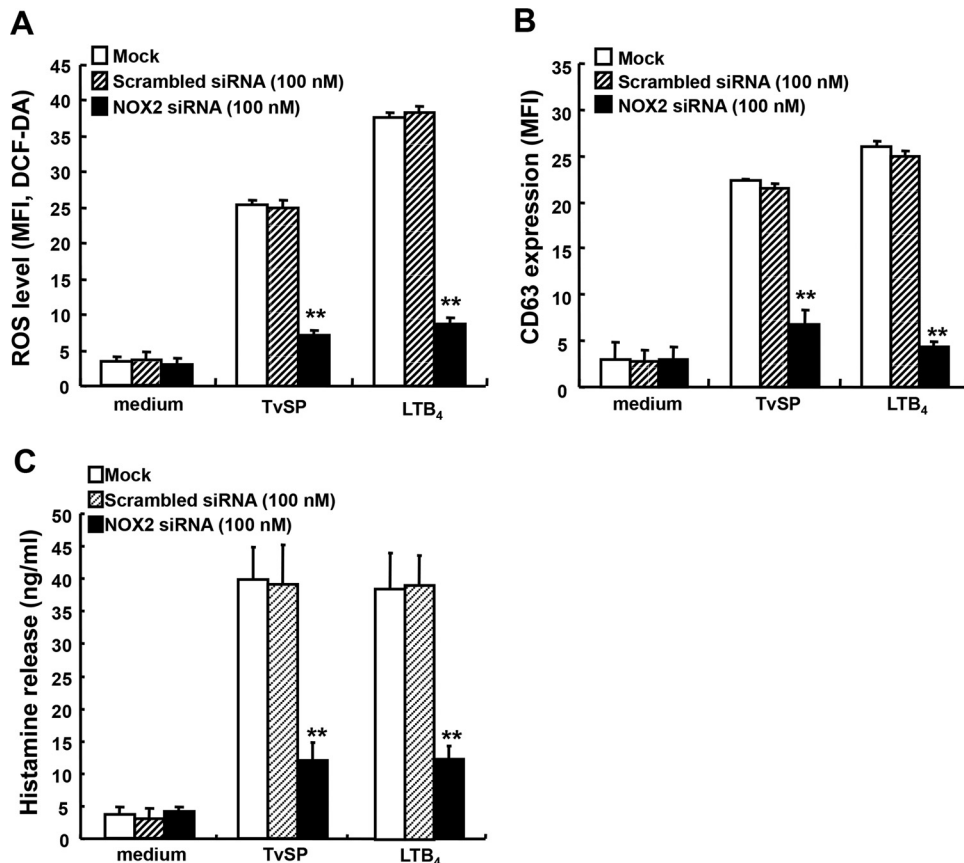 A
Mock
Scrambled siRNA (100 nM)
NOX2 siRNA (100 nM)
ROS level (MFI, DCF-DA)
45
40
35
30
25
20
15
10
5
0
**
**
medium TvSP LTB₄
B
Mock
Scrambled siRNA (100 nM)
NOX2 siRNA (100 nM)
CD63 expression (MFI)
30
25
20
15
10
5
0
**
**
medium TvSP LTB₄
C
Mock
Scrambled siRNA (100 nM)
NOX2 siRNA (100 nM)
Histamine release (ng/ml)
50
45
40
35
30
25
20
15
10
5
0
**
**
medium TvSP LTB₄